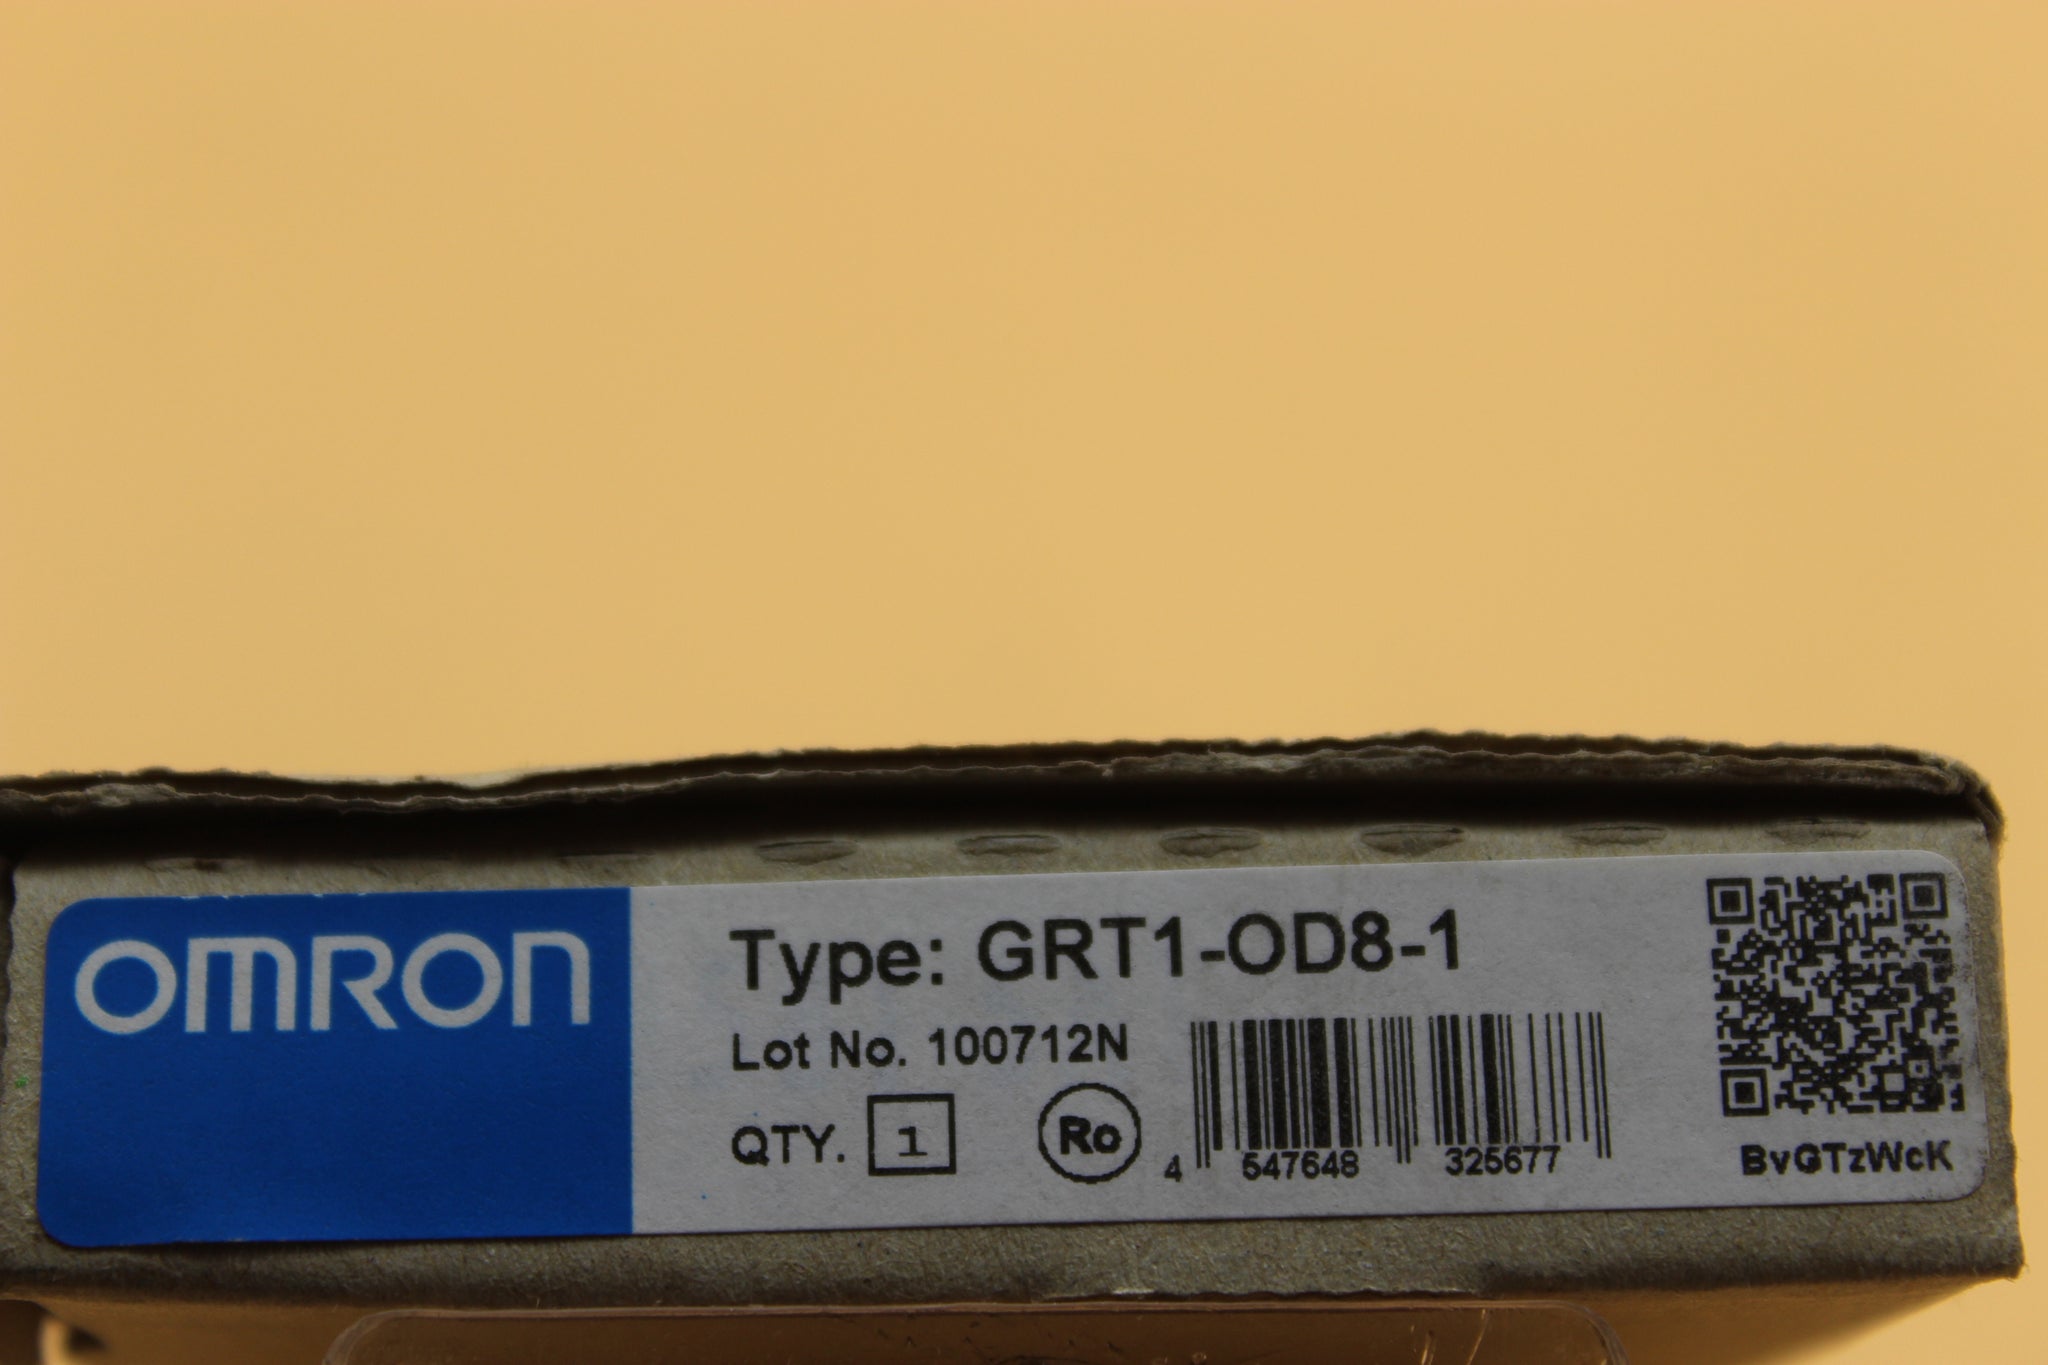 OMRON
Type: GRT1-OD8-1
Lot No. 100712N
QTY. 1 Ro
4 547648 325677
BvGTzWcK